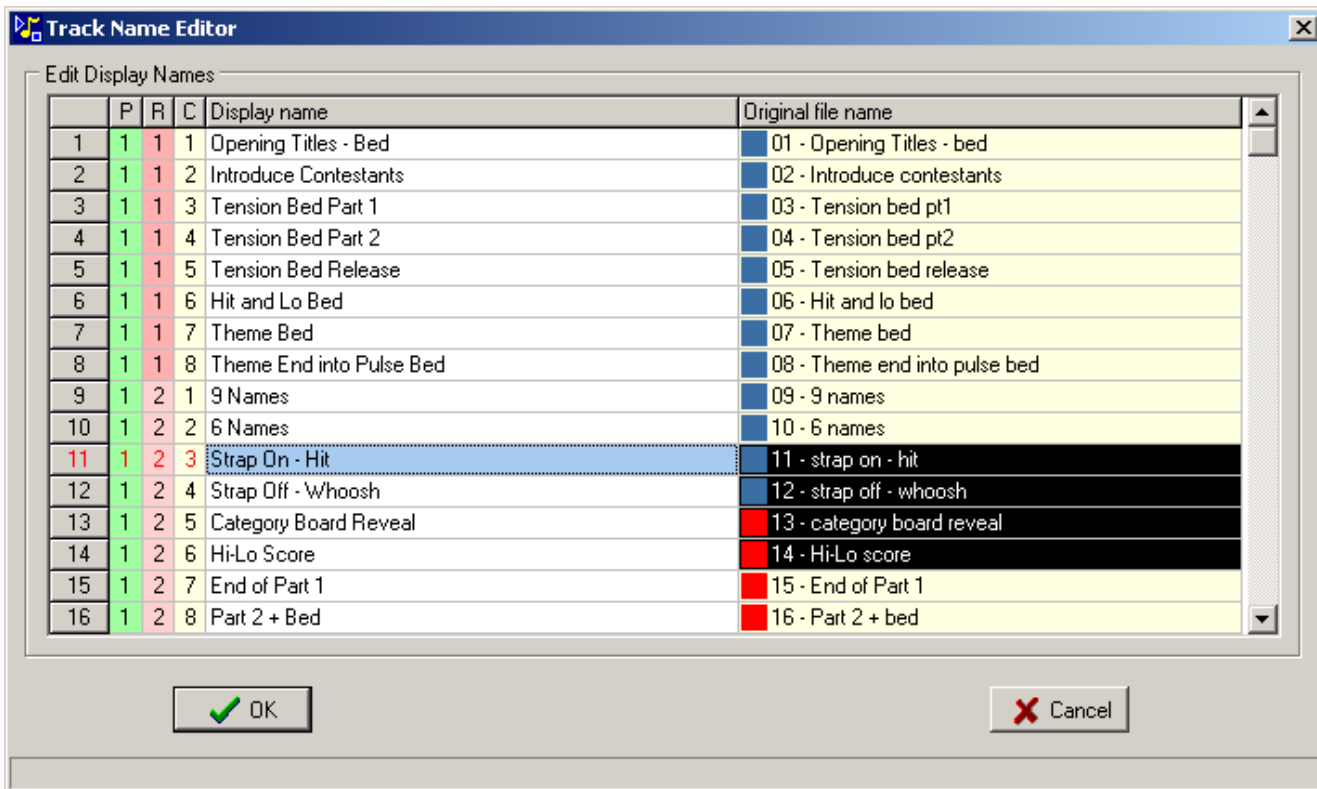 Track Name Editor
Edit Display Names
P R C Display name Original file name
1 1 1 1 Opening Titles - Bed 01 - Opening Titles - bed
2 1 1 2 Introduce Contestants 02 - Introduce contestants
3 1 1 3 Tension Bed Part 1 03 - Tension bed pt1
4 1 1 4 Tension Bed Part 2 04 - Tension bed pt2
5 1 1 5 Tension Bed Release 05 - Tension bed release
6 1 1 6 Hit and Lo Bed 06 - Hit and lo bed
7 1 1 7 Theme Bed 07 - Theme bed
8 1 1 8 Theme End into Pulse Bed 08 - Theme end into pulse bed
9 1 2 1 9 Names 09 - 9 names
10 1 2 2 6 Names 10 - 6 names
11 1 2 3 Strap On - Hit 11 - strap on - hit
12 1 2 4 Strap Off - Whoosh 12 - strap off - whoosh
13 1 2 5 Category Board Reveal 13 - category board reveal
14 1 2 6 Hi-Lo Score 14 - Hi-Lo score
15 1 2 7 End of Part 1 15 - End of Part 1
16 1 2 8 Part 2 + Bed 16 - Part 2 + bed
OK Cancel